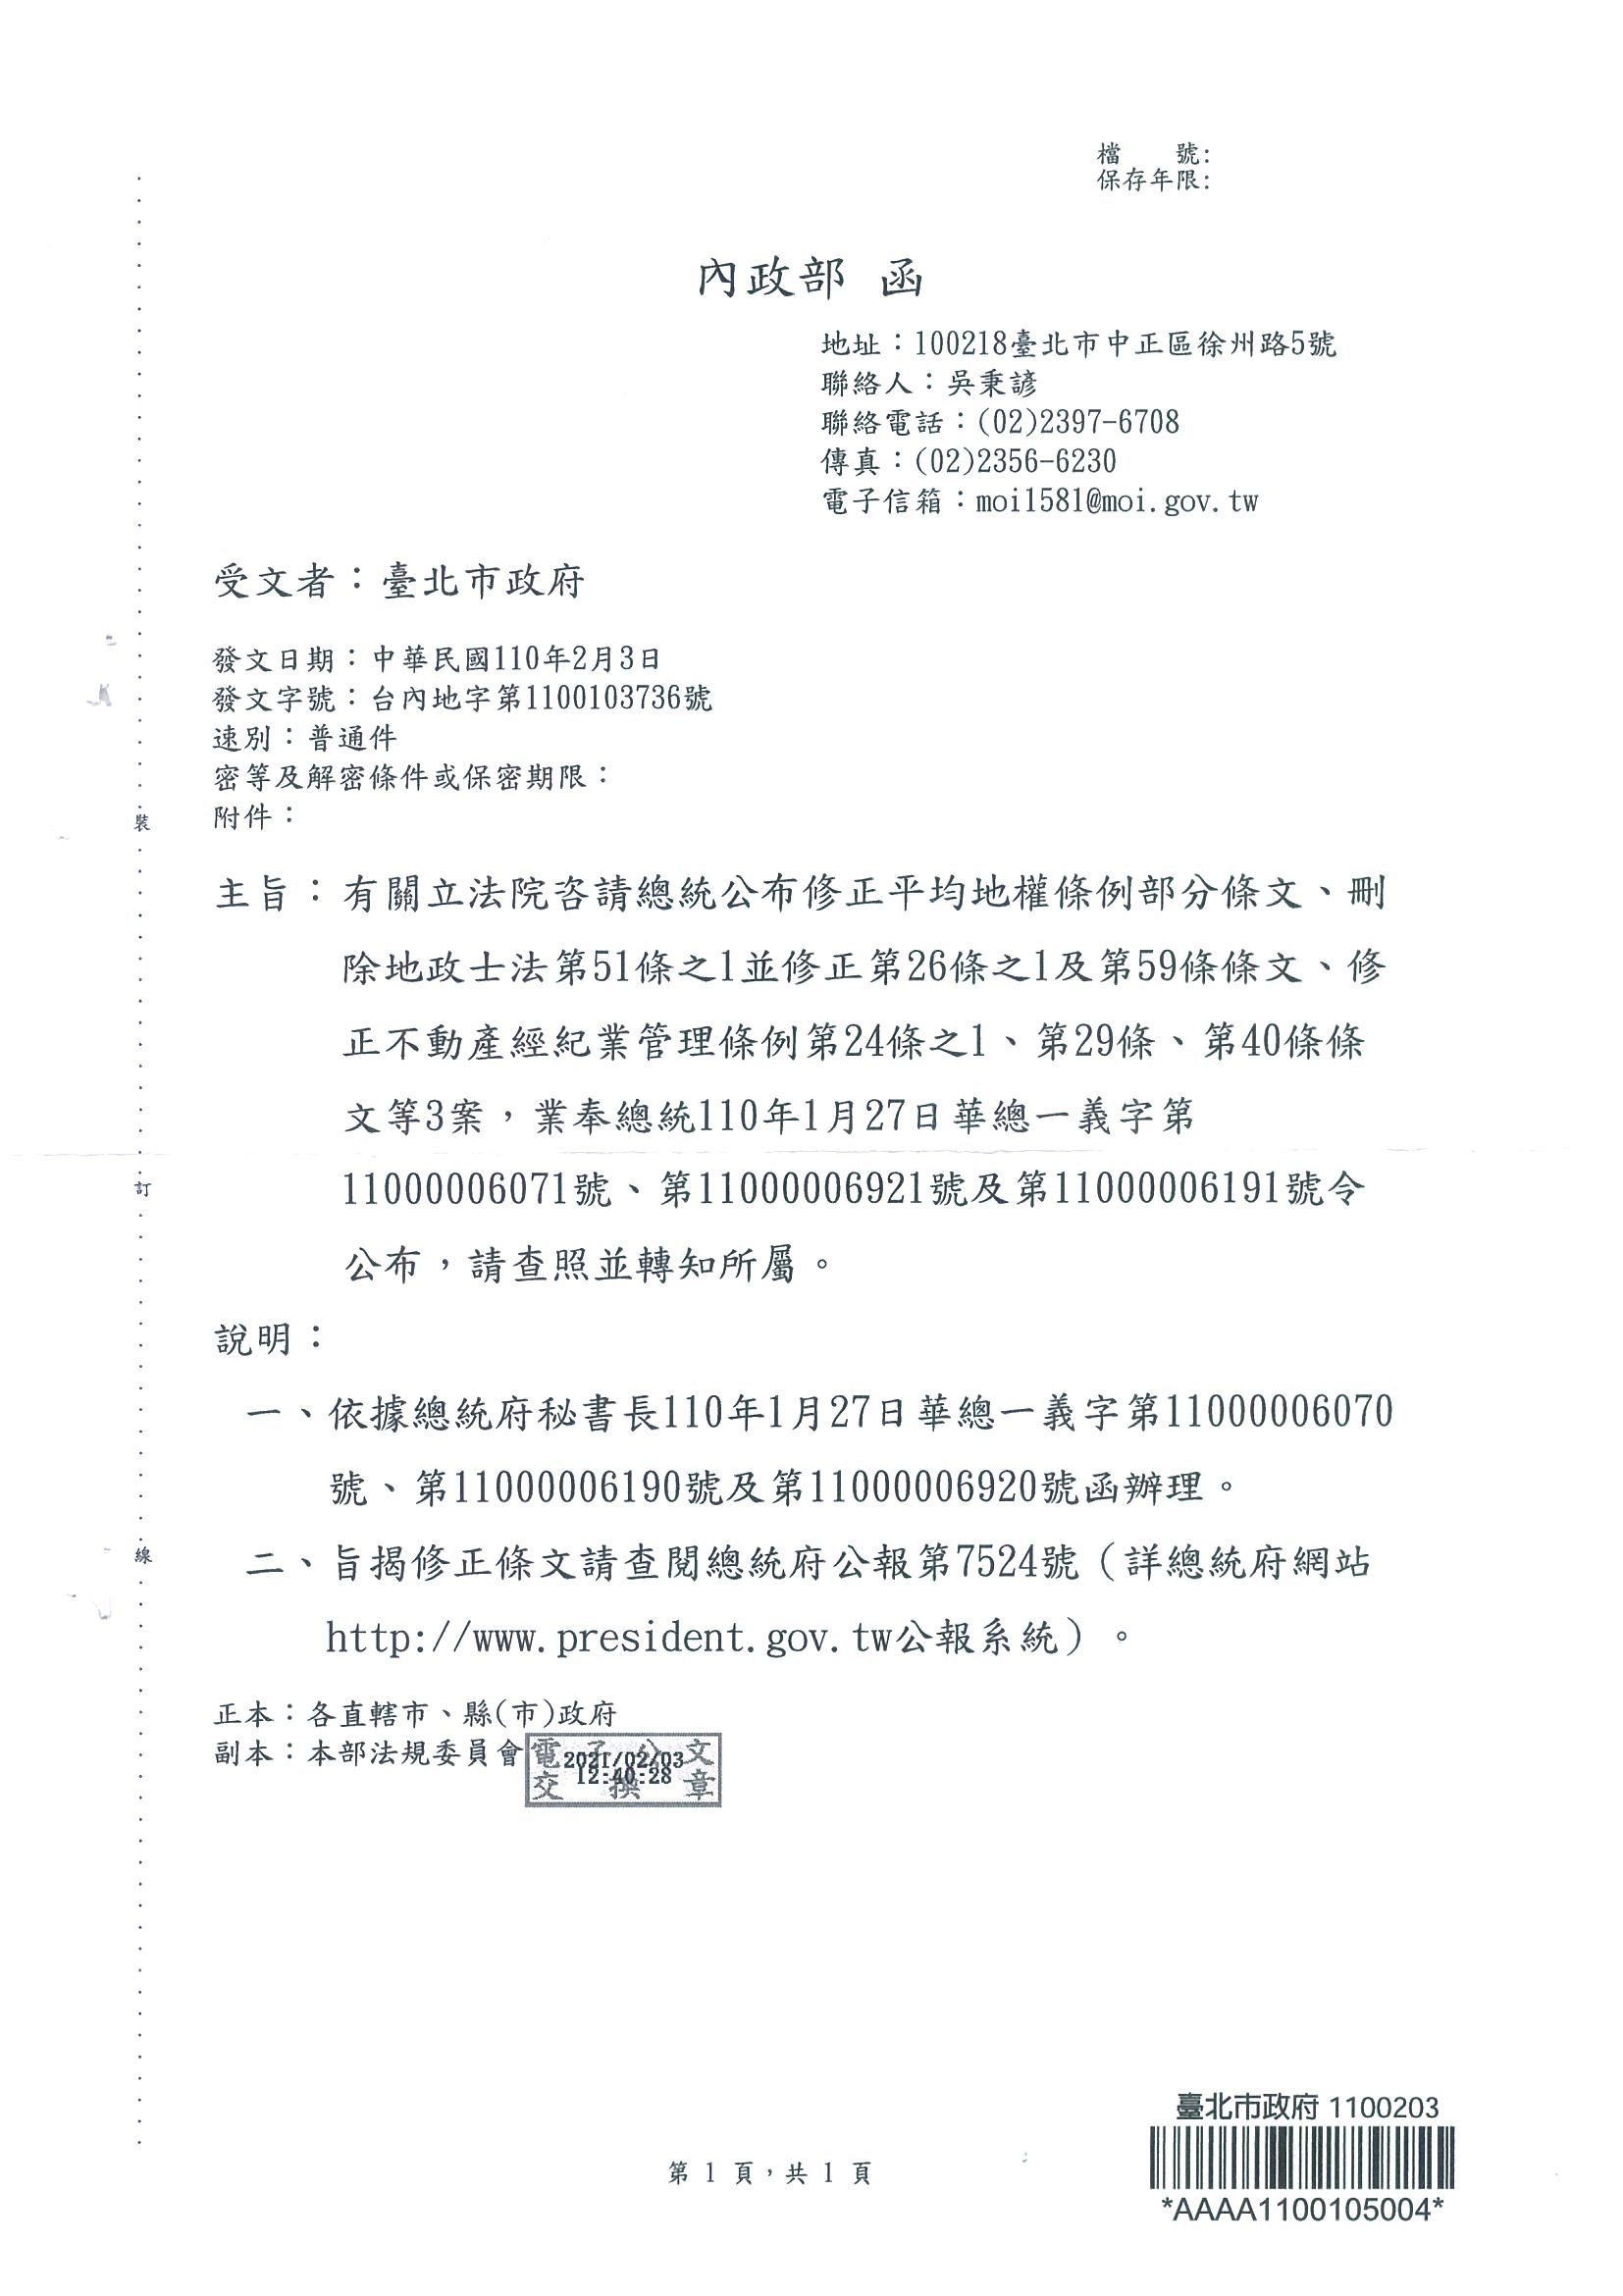 檔　　號:
保存年限:
內政部 函
地址：100218臺北市中正區徐州路5號
聯絡人：吳秉諺
聯絡電話：(02)2397-6708
傳真：(02)2356-6230
電子信箱：moi1581@moi.gov.tw
受文者：臺北市政府
發文日期：中華民國110年2月3日
發文字號：台內地字第1100103736號
速別：普通件
密等及解密條件或保密期限：
附件：
主旨：有關立法院咨請總統公布修正平均地權條例部分條文、刪
除地政士法第51條之1並修正第26條之1及第59條條文、修
正不動產經紀業管理條例第24條之1、第29條、第40條條
文等3案，業奉總統110年1月27日華總一義字第
11000006071號、第11000006921號及第11000006191號令
公布，請查照並轉知所屬。
說明：
一、依據總統府秘書長110年1月27日華總一義字第11000006070
號、第11000006190號及第11000006920號函辦理。
二、旨揭修正條文請查閱總統府公報第7524號（詳總統府網站
http://www.president.gov.tw公報系統）。
正本：各直轄市、縣(市)政府
副本：本部法規委員會
電子公文
2021/02/03
12:40:28
交換章
裝
訂
線
第 1 頁，共 1 頁
臺北市政府 1100203
*AAAA1100105004*